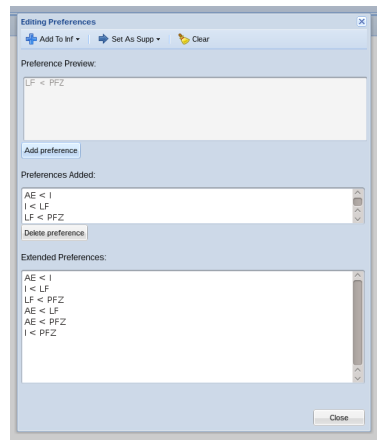 Editing Preferences
Add To Inf Set As Supp Clear
Preference Preview:
LF < PFZ
Add preference
Preferences Added:
AE < I
I < LF
LF < PFZ
Delete preference
Extended Preferences:
AE < I
I < LF
LF < PFZ
AE < LF
AE < PFZ
I < PFZ
Close